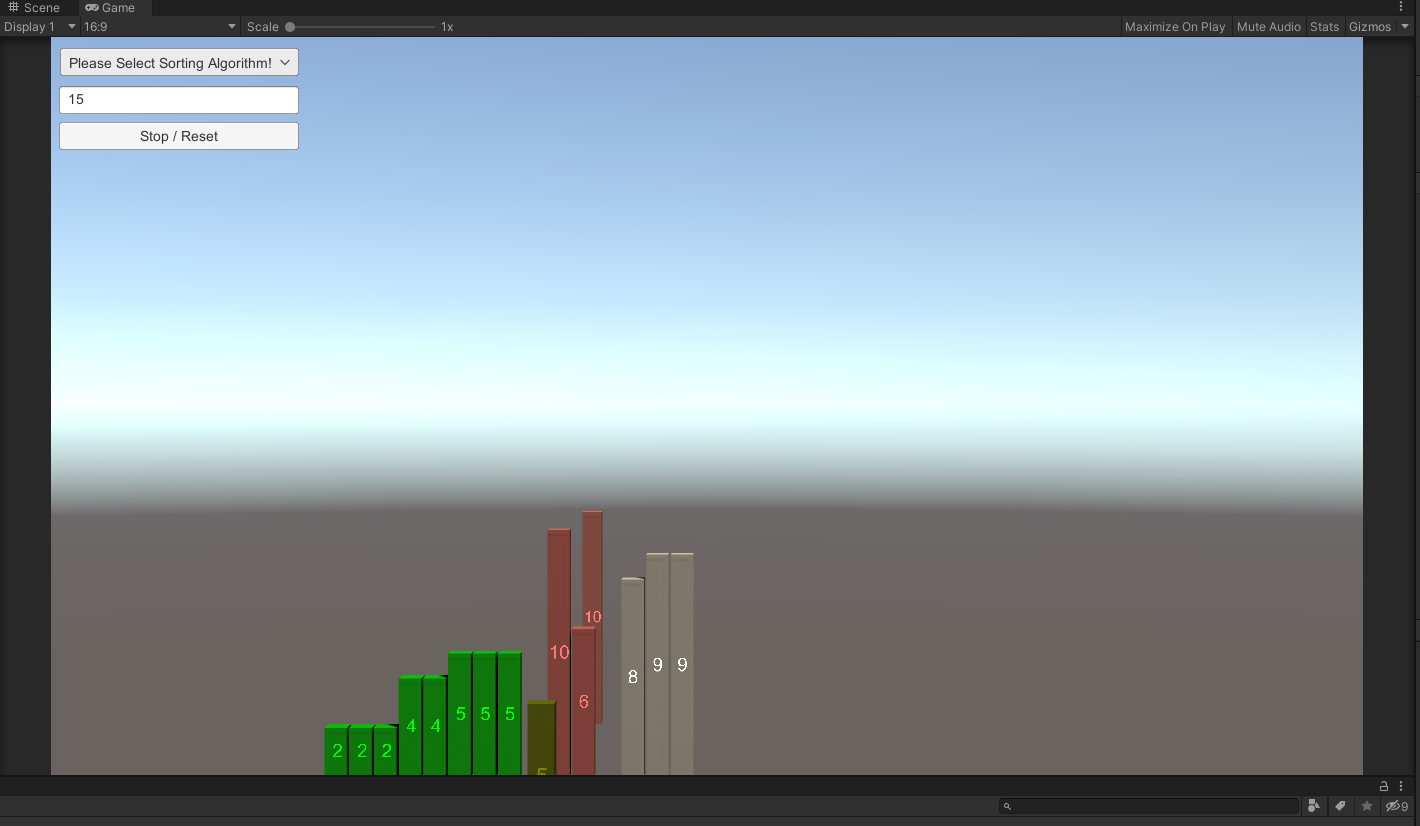 Scene Game
Display 1 16:9 Scale 1x Maximize On Play Mute Audio Stats Gizmos
Please Select Sorting Algorithm!
15
Stop / Reset
10
10
8 9 9
6
5 5 5
4 4
2 2 2
5
9